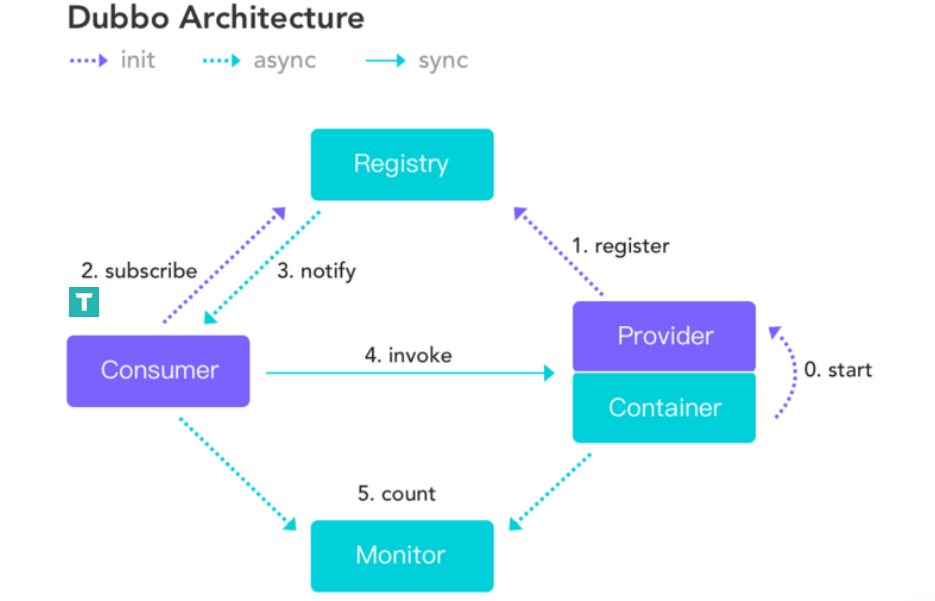 Dubbo Architecture
init async sync
Registry
1. register
2. subscribe
3. notify
T
Provider
4. invoke
Consumer
0. start
Container
5. count
Monitor